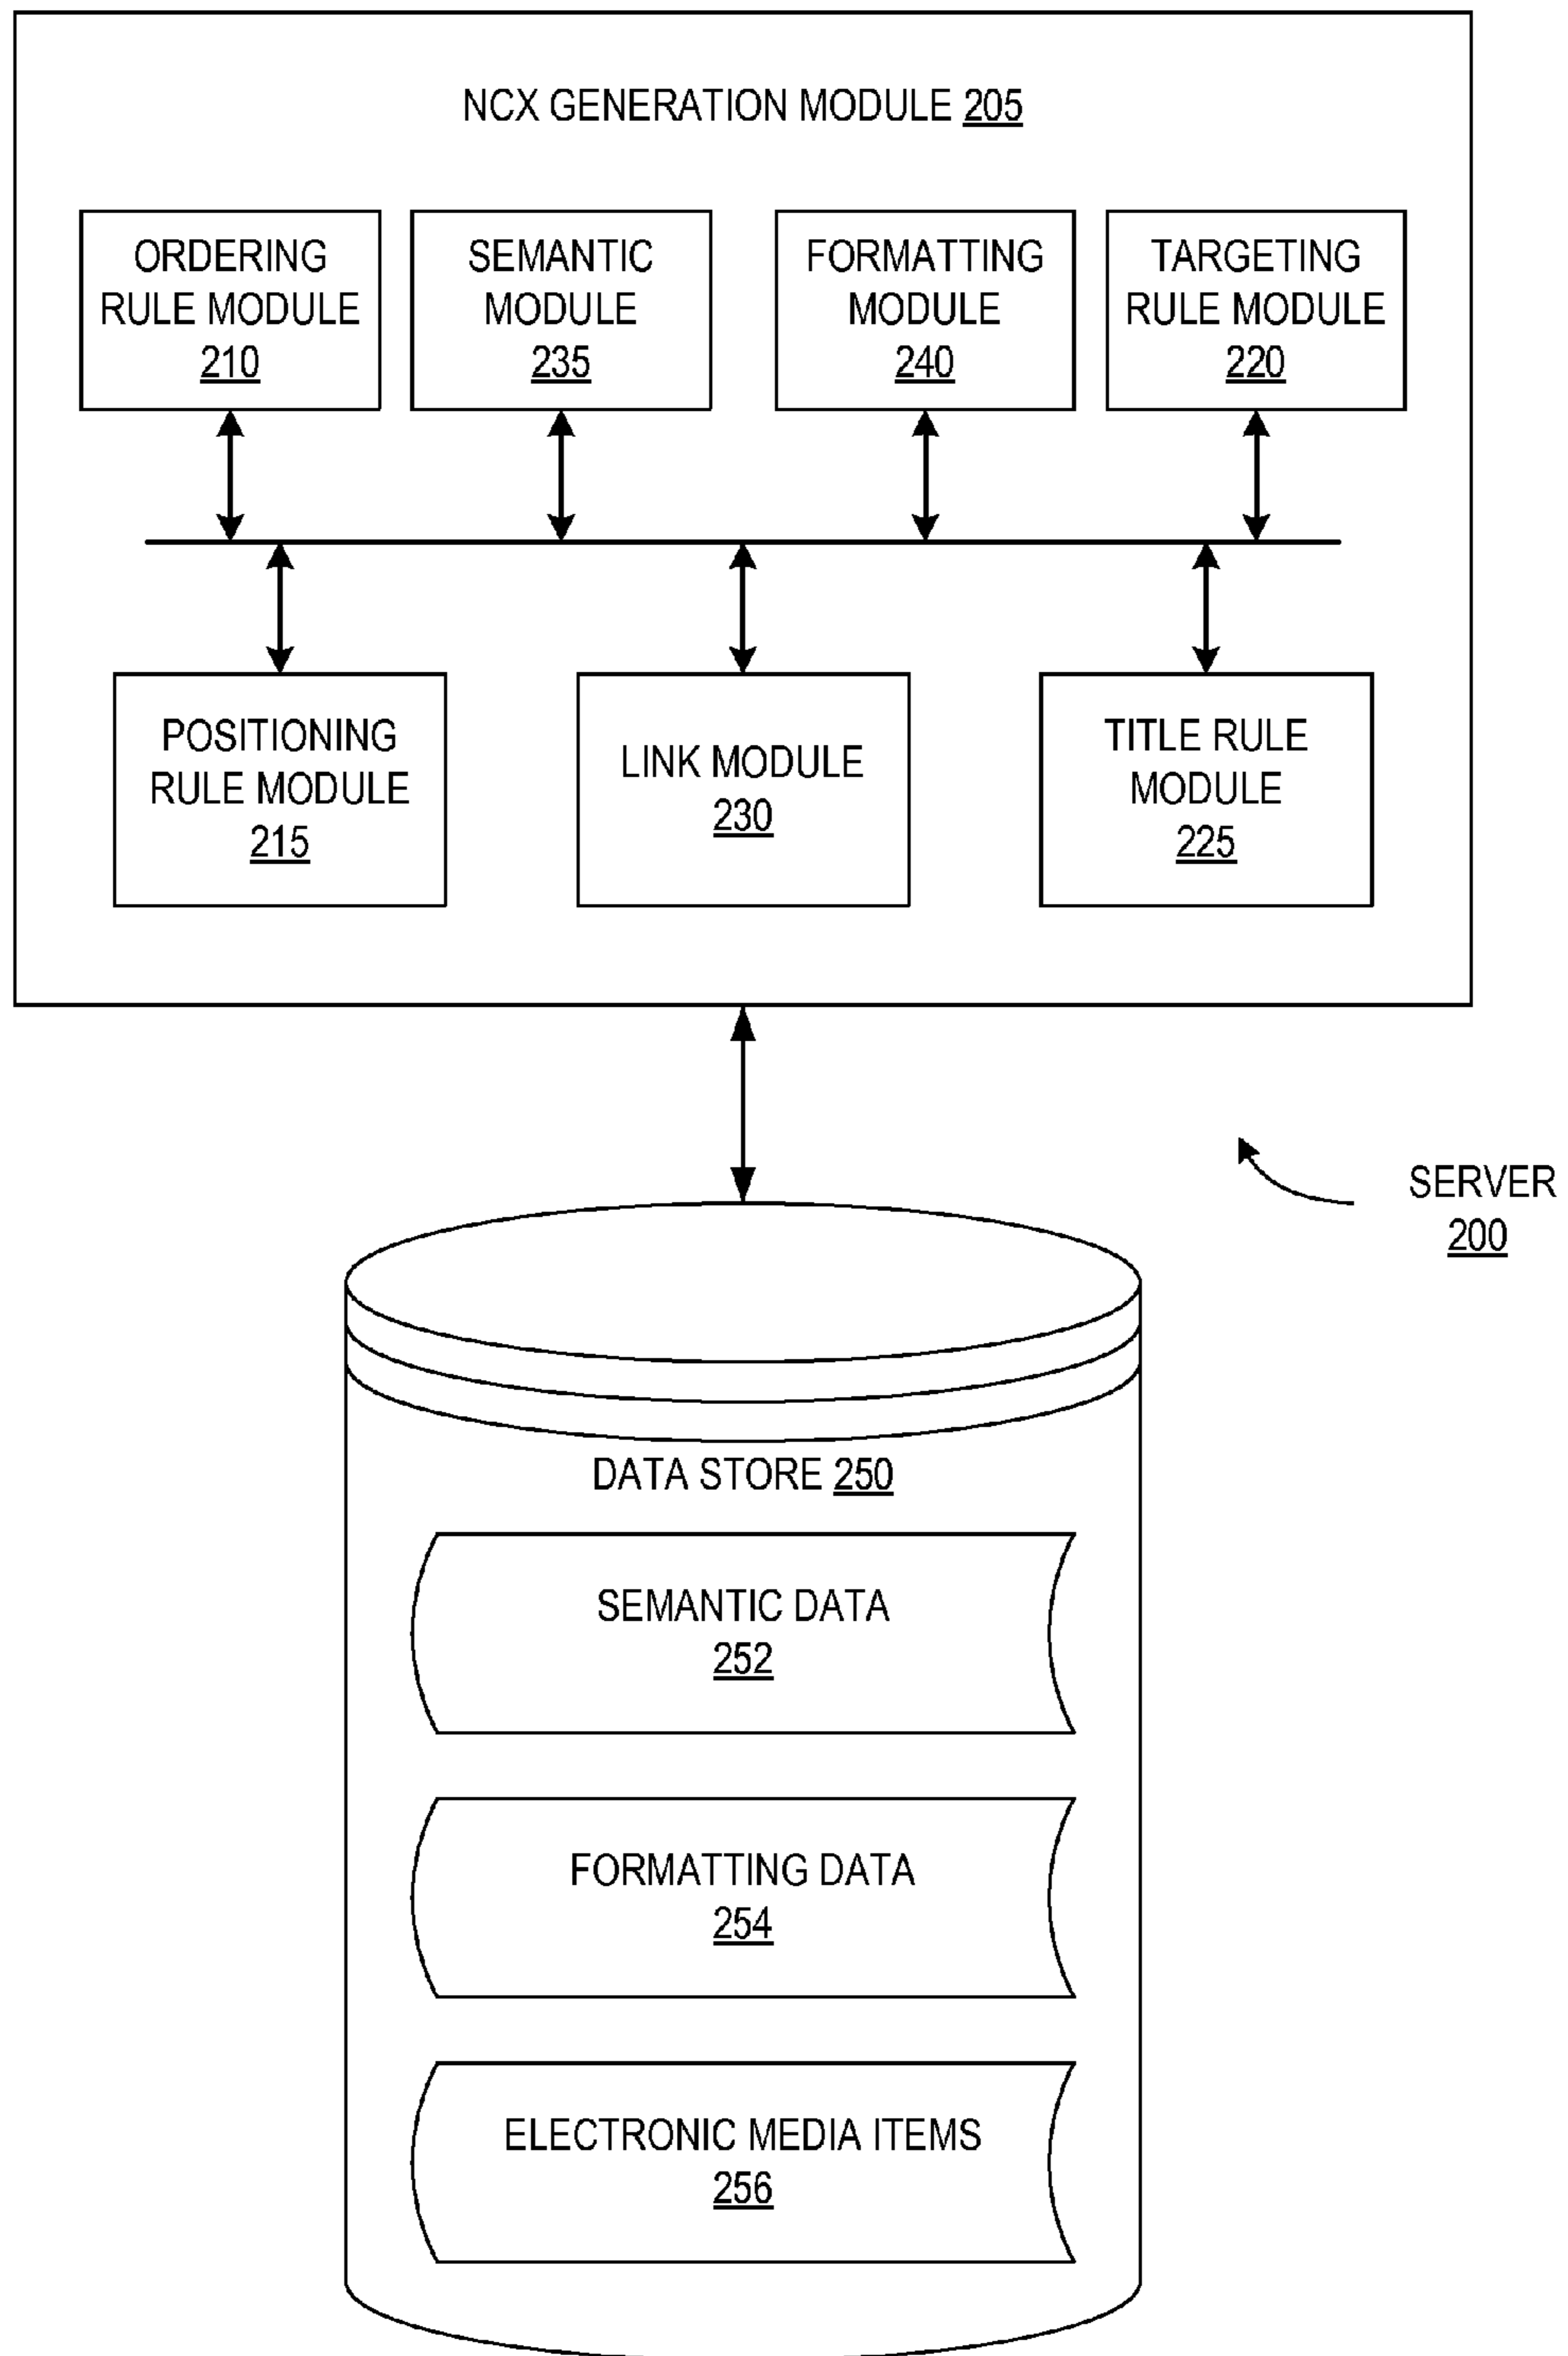 NCX GENERATION MODULE 205
ORDERING
RULE MODULE
210
SEMANTIC
MODULE
235
FORMATTING
MODULE
240
TARGETING
RULE MODULE
220
POSITIONING
RULE MODULE
215
LINK MODULE
230
TITLE RULE
MODULE
225
SERVER
200
DATA STORE 250
SEMANTIC DATA
252
FORMATTING DATA
254
ELECTRONIC MEDIA ITEMS
256